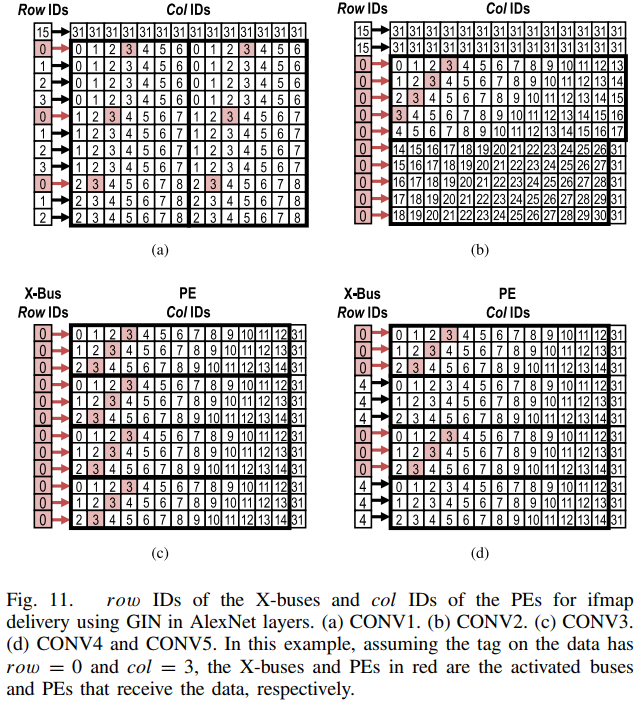 Row IDs Col IDs
15 31 31 31 31 31 31 31 31 31 31 31 31 31 31
0 0 1 2 3 4 5 6 0 1 2 3 4 5 6
1 0 1 2 3 4 5 6 0 1 2 3 4 5 6
2 0 1 2 3 4 5 6 0 1 2 3 4 5 6
3 0 1 2 3 4 5 6 0 1 2 3 4 5 6
0 1 2 3 4 5 6 7 1 2 3 4 5 6 7
1 1 2 3 4 5 6 7 1 2 3 4 5 6 7
2 1 2 3 4 5 6 7 1 2 3 4 5 6 7
3 1 2 3 4 5 6 7 1 2 3 4 5 6 7
0 2 3 4 5 6 7 8 2 3 4 5 6 7 8
1 2 3 4 5 6 7 8 2 3 4 5 6 7 8
2 2 3 4 5 6 7 8 2 3 4 5 6 7 8
(a)
Row IDs Col IDs
15 31 31 31 31 31 31 31 31 31 31 31 31 31 31
15 31 31 31 31 31 31 31 31 31 31 31 31 31 31
0 0 1 2 3 4 5 6 7 8 9 10 11 12 13
0 1 2 3 4 5 6 7 8 9 10 11 12 13 14
0 2 3 4 5 6 7 8 9 10 11 12 13 14 15
0 3 4 5 6 7 8 9 10 11 12 13 14 15 16
0 4 5 6 7 8 9 10 11 12 13 14 15 16 17
0 14 15 16 17 18 19 20 21 22 23 24 25 26 31
0 15 16 17 18 19 20 21 22 23 24 25 26 27 31
0 16 17 18 19 20 21 22 23 24 25 26 27 28 31
0 17 18 19 20 21 22 23 24 25 26 27 28 29 31
0 18 19 20 21 22 23 24 25 26 27 28 29 30 31
(b)
X-Bus PE
Row IDs Col IDs
0 0 1 2 3 4 5 6 7 8 9 10 11 12 31
0 1 2 3 4 5 6 7 8 9 10 11 12 13 31
0 2 3 4 5 6 7 8 9 10 11 12 13 14 31
0 0 1 2 3 4 5 6 7 8 9 10 11 12 31
0 1 2 3 4 5 6 7 8 9 10 11 12 13 31
0 2 3 4 5 6 7 8 9 10 11 12 13 14 31
0 0 1 2 3 4 5 6 7 8 9 10 11 12 31
0 1 2 3 4 5 6 7 8 9 10 11 12 13 31
0 2 3 4 5 6 7 8 9 10 11 12 13 14 31
0 0 1 2 3 4 5 6 7 8 9 10 11 12 31
0 1 2 3 4 5 6 7 8 9 10 11 12 13 31
0 2 3 4 5 6 7 8 9 10 11 12 13 14 31
(c)
X-Bus PE
Row IDs Col IDs
0 0 1 2 3 4 5 6 7 8 9 10 11 12 31
0 1 2 3 4 5 6 7 8 9 10 11 12 13 31
0 2 3 4 5 6 7 8 9 10 11 12 13 14 31
4 0 1 2 3 4 5 6 7 8 9 10 11 12 31
4 1 2 3 4 5 6 7 8 9 10 11 12 13 31
4 2 3 4 5 6 7 8 9 10 11 12 13 14 31
0 0 1 2 3 4 5 6 7 8 9 10 11 12 31
0 1 2 3 4 5 6 7 8 9 10 11 12 13 31
0 2 3 4 5 6 7 8 9 10 11 12 13 14 31
4 0 1 2 3 4 5 6 7 8 9 10 11 12 31
4 1 2 3 4 5 6 7 8 9 10 11 12 13 31
4 2 3 4 5 6 7 8 9 10 11 12 13 14 31
(d)
Fig. 11. row IDs of the X-buses and col IDs of the PEs for ifmap
delivery using GIN in AlexNet layers. (a) CONV1. (b) CONV2. (c) CONV3.
(d) CONV4 and CONV5. In this example, assuming the tag on the data has
row = 0 and col = 3, the X-buses and PEs in red are the activated buses
and PEs that receive the data, respectively.